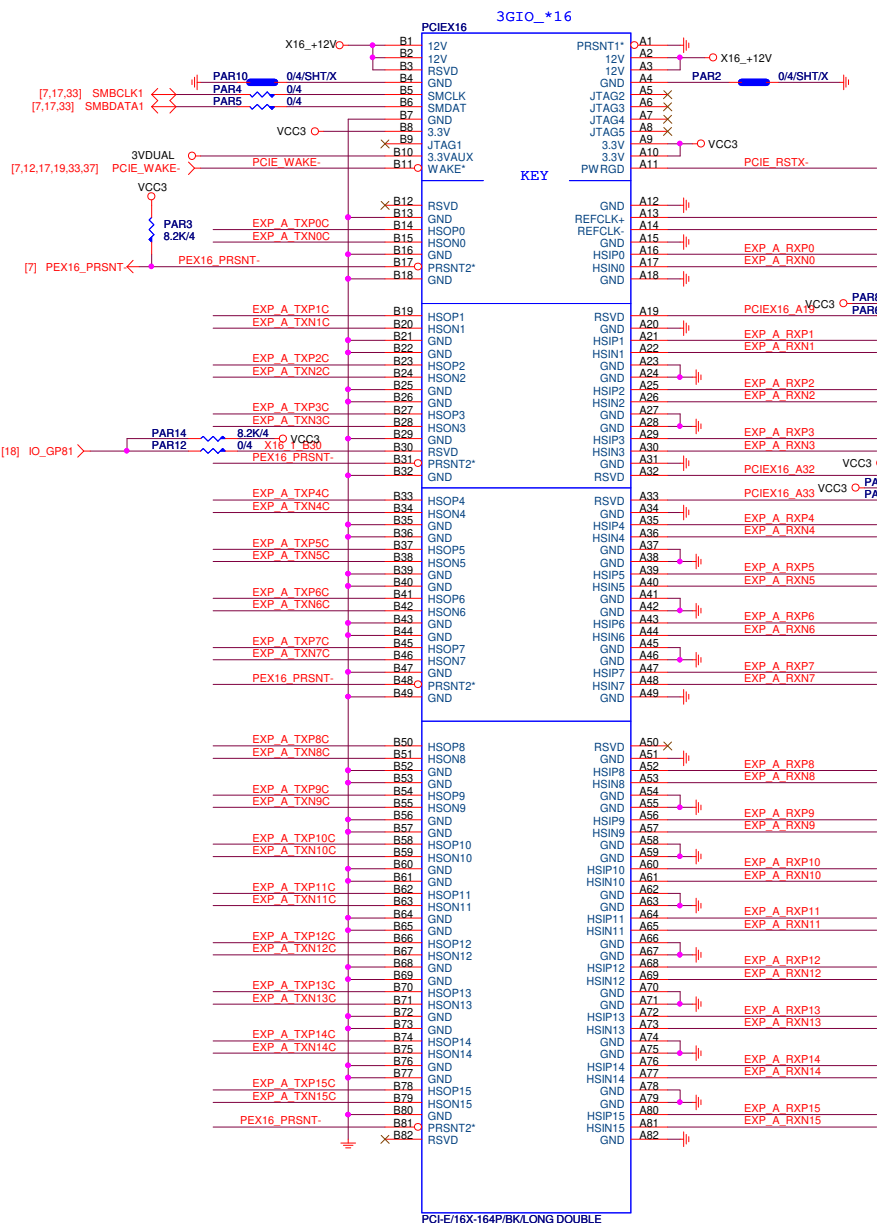 3GIO_*16
PCIEX16
X16_+12V B1 12V PRSNT1* A1
B2 12V 12V A2 X16_+12V
B3 RSVD 12V A3
PAR10 0/4/SHT/X B4 GND GND A4 PAR2 0/4/SHT/X
[7,17,33] SMBCLK1 PAR4 0/4 B5 SMCLK JTAG2 A5
[7,17,33] SMBDATA1 PAR5 0/4 B6 SMDAT JTAG3 A6
B7 GND JTAG4 A7
VCC3 B8 3.3V JTAG5 A8
B9 JTAG1 3.3V A9 VCC3
3VDUAL B10 3.3VAUX 3.3V A10
[7,12,17,19,33,37] PCIE_WAKE- PCIE_WAKE- B11 WAKE* PWRGD A11 PCIE_RSTX-
KEY
VCC3
B12 RSVD GND A12
PAR3 B13 GND REFCLK+ A13
8.2K/4 EXP_A_TXP0C B14 HSOP0 REFCLK- A14
EXP_A_TXN0C B15 HSON0 GND A15
B16 GND HSIP0 A16 EXP_A_RXP0
[7] PEX16_PRSNT- PEX16_PRSNT- B17 PRSNT2* HSIN0 A17 EXP_A_RXN0
B18 GND GND A18
VCC3 PAR8
EXP_A_TXP1C B19 HSOP1 RSVD A19 PCIEX16_A19 PAR6
EXP_A_TXN1C B20 HSON1 GND A20
B21 GND HSIP1 A21 EXP_A_RXP1
B22 GND HSIN1 A22 EXP_A_RXN1
EXP_A_TXP2C B23 HSOP2 GND A23
EXP_A_TXN2C B24 HSON2 GND A24
B25 GND HSIP2 A25 EXP_A_RXP2
B26 GND HSIN2 A26 EXP_A_RXN2
EXP_A_TXP3C B27 HSOP3 GND A27
EXP_A_TXN3C B28 HSON3 GND A28
PAR14 8.2K/4 VCC3 B29 GND HSIP3 A29 EXP_A_RXP3
[18] IO_GP81 PAR12 0/4 X16_1_B30 B30 RSVD HSIN3 A30 EXP_A_RXN3
PEX16_PRSNT- B31 PRSNT2* GND A31 VCC3
B32 GND RSVD A32 PCIEX16_A32
VCC3 PA
EXP_A_TXP4C B33 HSOP4 RSVD A33 PCIEX16_A33 PA
EXP_A_TXN4C B34 HSON4 GND A34
B35 GND HSIP4 A35 EXP_A_RXP4
B36 GND HSIN4 A36 EXP_A_RXN4
EXP_A_TXP5C B37 HSOP5 GND A37
EXP_A_TXN5C B38 HSON5 GND A38
B39 GND HSIP5 A39 EXP_A_RXP5
B40 GND HSIN5 A40 EXP_A_RXN5
EXP_A_TXP6C B41 HSOP6 GND A41
EXP_A_TXN6C B42 HSON6 GND A42
B43 GND HSIP6 A43 EXP_A_RXP6
B44 GND HSIN6 A44 EXP_A_RXN6
EXP_A_TXP7C B45 HSOP7 GND A45
EXP_A_TXN7C B46 HSON7 GND A46
B47 GND HSIP7 A47 EXP_A_RXP7
PEX16_PRSNT- B48 PRSNT2* HSIN7 A48 EXP_A_RXN7
B49 GND GND A49
EXP_A_TXP8C B50 HSOP8 RSVD A50
EXP_A_TXN8C B51 HSON8 GND A51
B52 GND HSIP8 A52 EXP_A_RXP8
B53 GND HSIN8 A53 EXP_A_RXN8
EXP_A_TXP9C B54 HSOP9 GND A54
EXP_A_TXN9C B55 HSON9 GND A55
B56 GND HSIP9 A56 EXP_A_RXP9
B57 GND HSIN9 A57 EXP_A_RXN9
EXP_A_TXP10C B58 HSOP10 GND A58
EXP_A_TXN10C B59 HSON10 GND A59
B60 GND HSIP10 A60 EXP_A_RXP10
B61 GND HSIN10 A61 EXP_A_RXN10
EXP_A_TXP11C B62 HSOP11 GND A62
EXP_A_TXN11C B63 HSON11 GND A63
B64 GND HSIP11 A64 EXP_A_RXP11
B65 GND HSIN11 A65 EXP_A_RXN11
EXP_A_TXP12C B66 HSOP12 GND A66
EXP_A_TXN12C B67 HSON12 GND A67
B68 GND HSIP12 A68 EXP_A_RXP12
B69 GND HSIN12 A69 EXP_A_RXN12
EXP_A_TXP13C B70 HSOP13 GND A70
EXP_A_TXN13C B71 HSON13 GND A71
B72 GND HSIP13 A72 EXP_A_RXP13
B73 GND HSIN13 A73 EXP_A_RXN13
EXP_A_TXP14C B74 HSOP14 GND A74
EXP_A_TXN14C B75 HSON14 GND A75
B76 GND HSIP14 A76 EXP_A_RXP14
B77 GND HSIN14 A77 EXP_A_RXN14
EXP_A_TXP15C B78 HSOP15 GND A78
EXP_A_TXN15C B79 HSON15 GND A79
B80 GND HSIP15 A80 EXP_A_RXP15
PEX16_PRSNT- B81 PRSNT2* HSIN15 A81 EXP_A_RXN15
B82 RSVD GND A82
PCI-E/16X-164P/BK/LONG DOUBLE